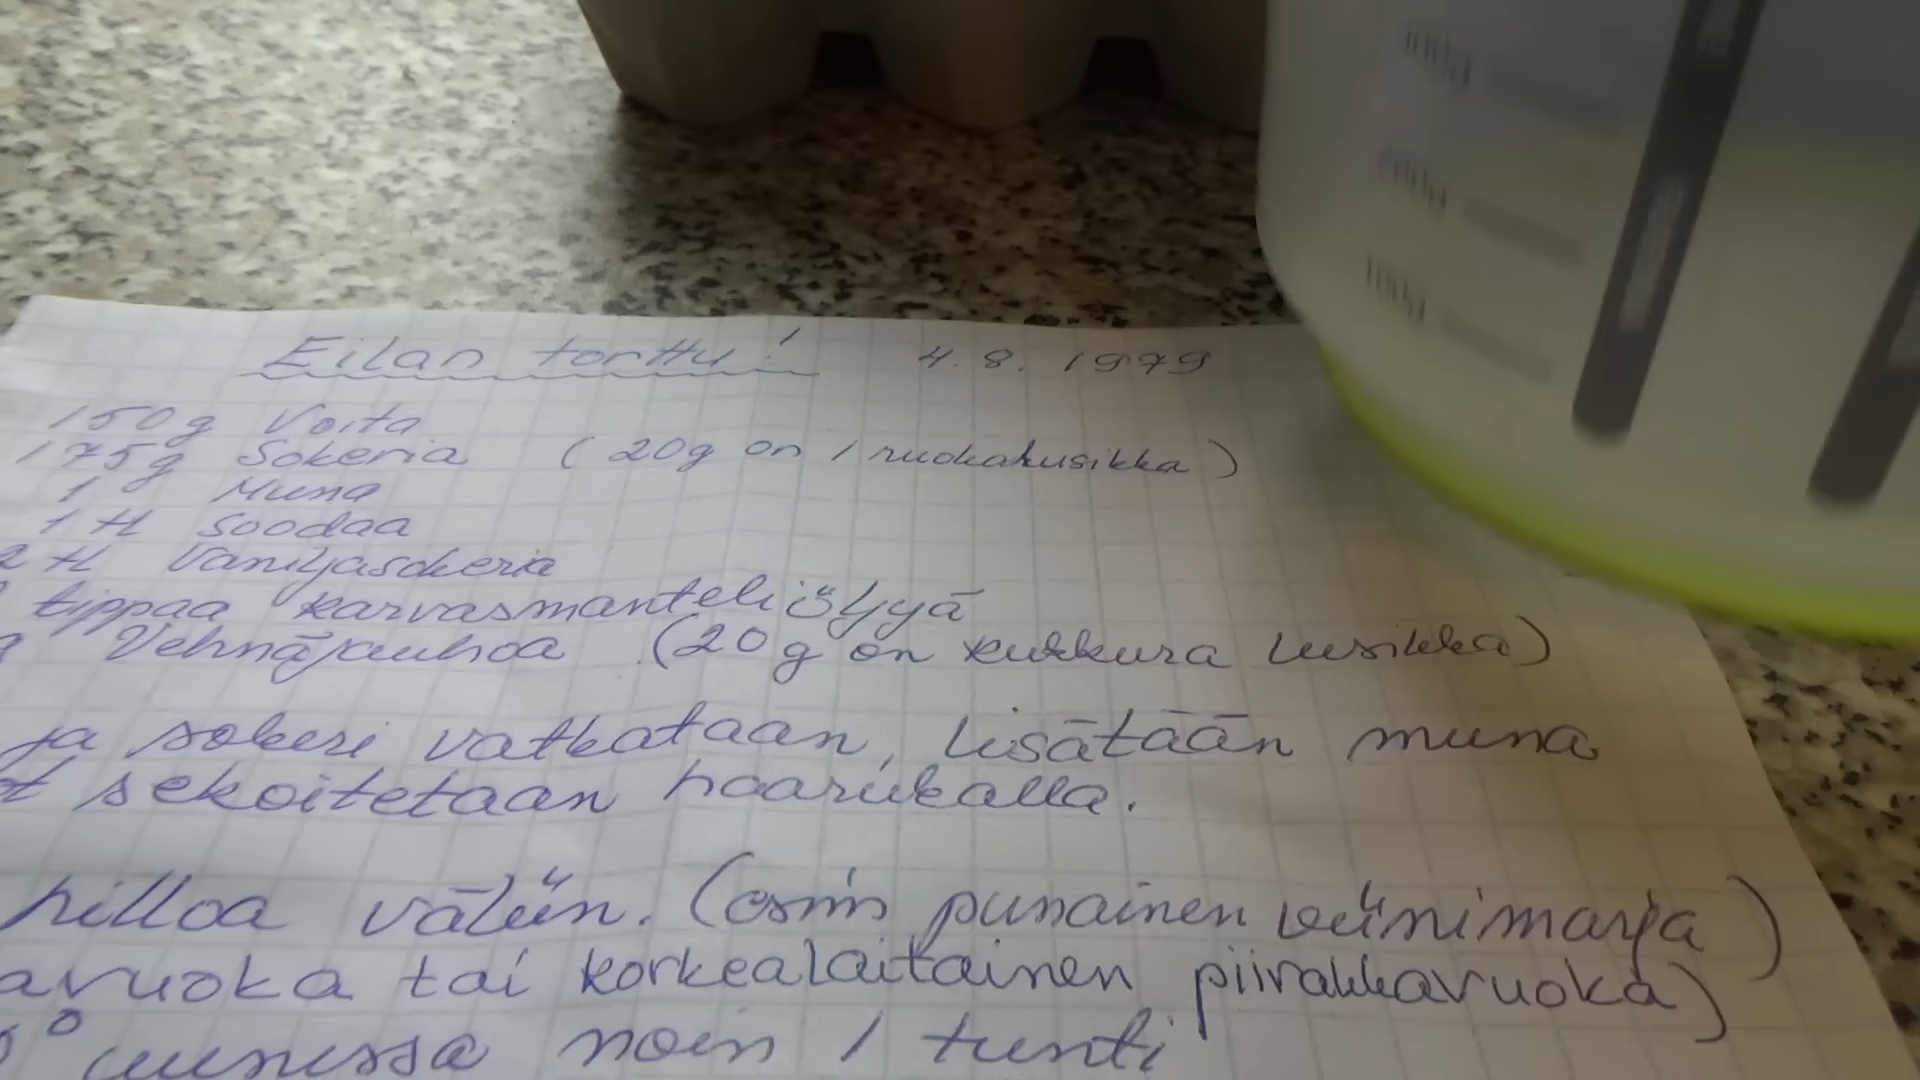 Eilan torttu! 4.8.1979
150g Voita
175g Sokeria (20g on 1 ruokalusikka)
1 Muna
1 tl Soodaa
2 tl Vaniljasokeria
tippaa karvasmanteliöljyä
Vehnäjauhoa (20g on kukkura lusikka)
ja sokeri vatkataan, lisätään muna
sekoitetaan haarukalla.
hilloa väliin. (esim punainen viinimarja)
avuoka tai korkealaitainen piirakkavuoka)
uunissa noin 1 tunti